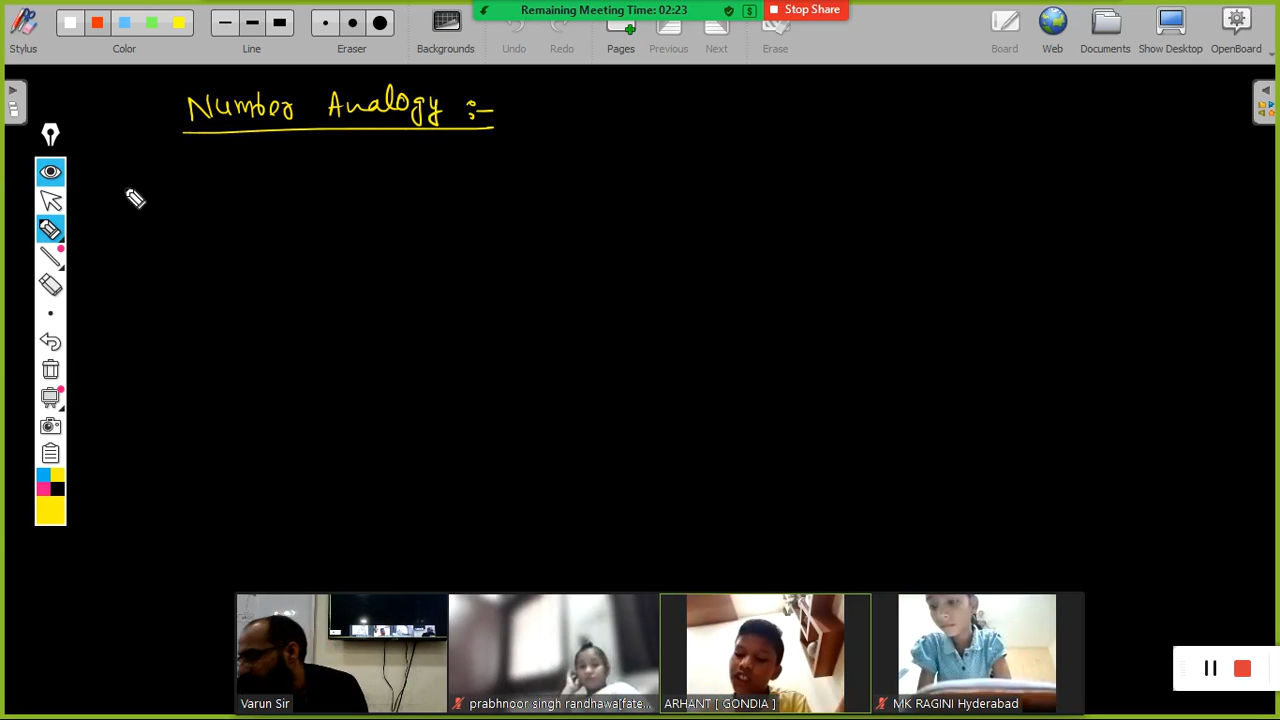 Remaining Meeting Time: 02:23 $ Stop Share
Stylus Color Line Eraser Backgrounds Undo Redo Pages Previous Next Erase Board Web Documents Show Desktop OpenBoard
Number Analogy :-
Varun Sir prabhnoor singh randhawa[fate... ARHANT [ GONDIA ] MK RAGINI Hyderabad